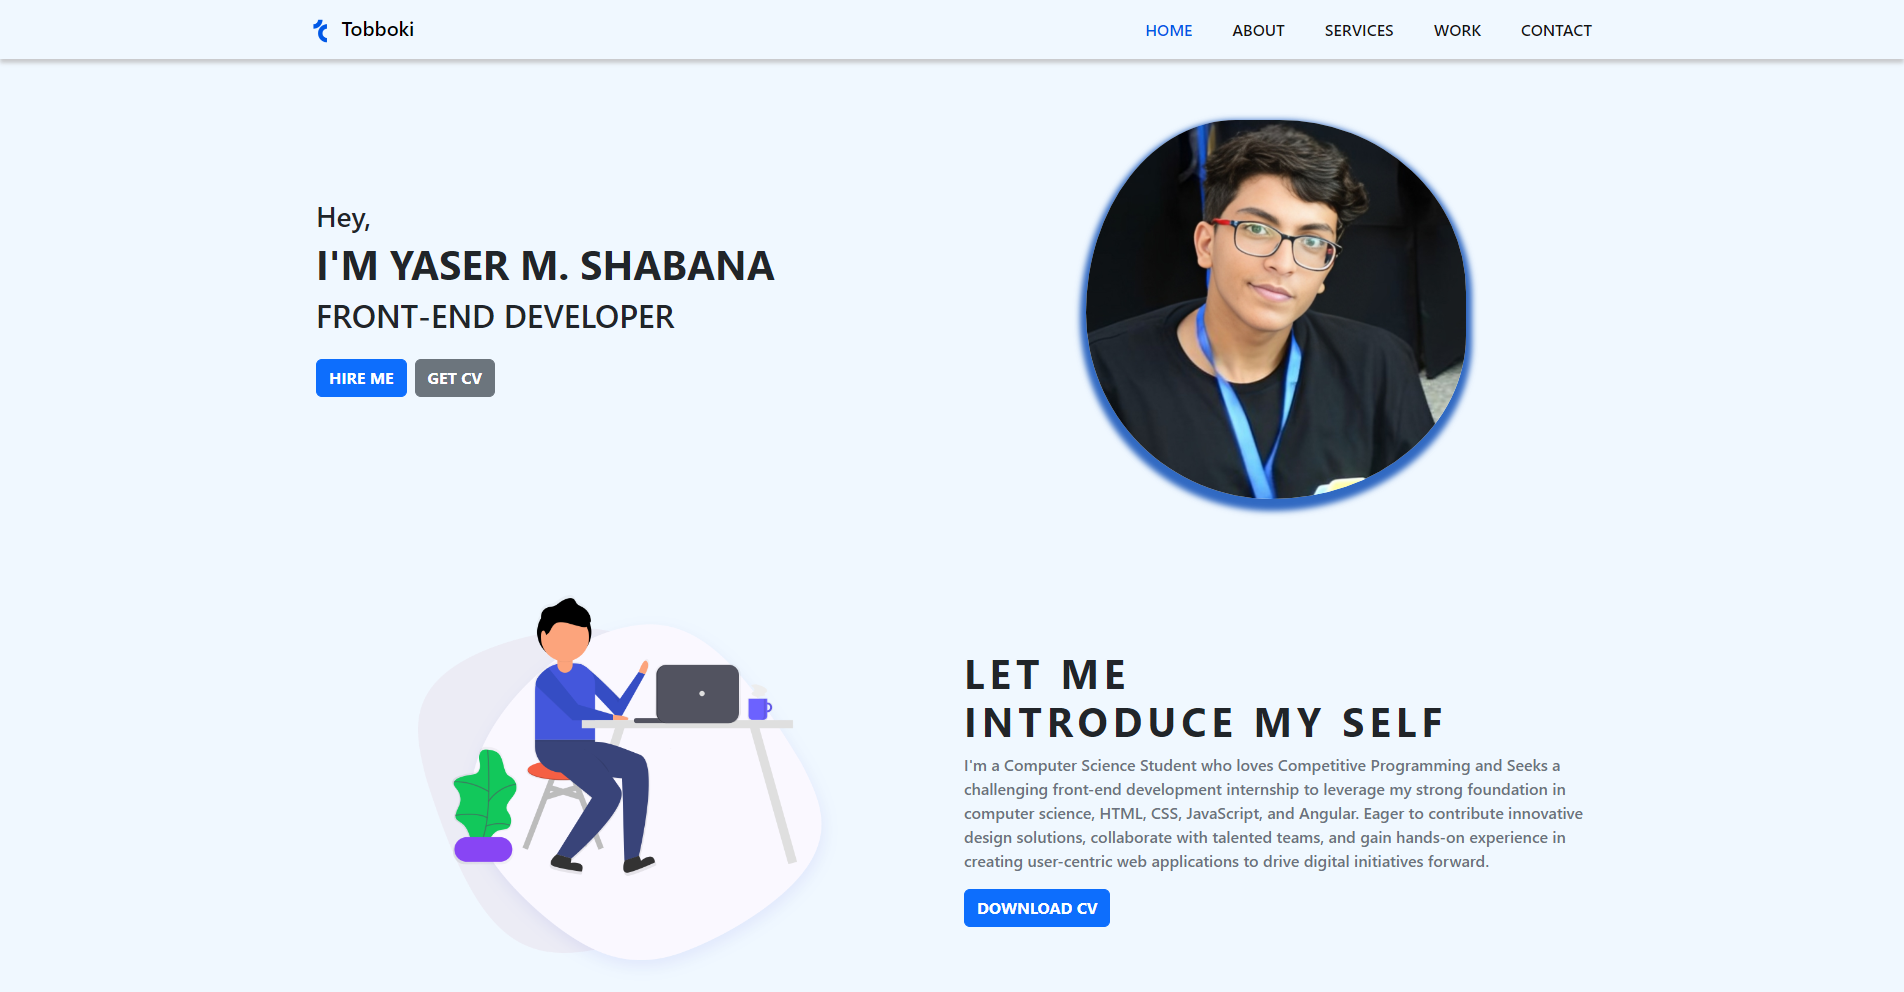 Tobboki
HOME ABOUT SERVICES WORK CONTACT
Hey,
I'M YASER M. SHABANA
FRONT-END DEVELOPER
HIRE ME GET CV
LET ME
INTRODUCE MY SELF
I'm a Computer Science Student who loves Competitive Programming and Seeks a
challenging front-end development internship to leverage my strong foundation in
computer science, HTML, CSS, JavaScript, and Angular. Eager to contribute innovative
design solutions, collaborate with talented teams, and gain hands-on experience in
creating user-centric web applications to drive digital initiatives forward.
DOWNLOAD CV